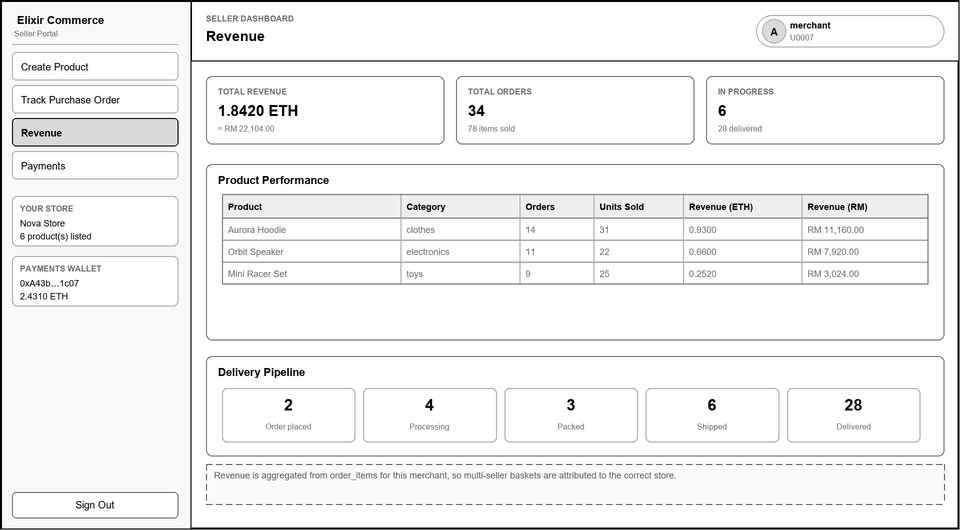 Elixir Commerce
Seller Portal
Create Product
Track Purchase Order
Revenue
Payments
YOUR STORE
Nova Store
6 product(s) listed
PAYMENTS WALLET
0xA43b...1c07
2.4310 ETH
Sign Out
SELLER DASHBOARD
Revenue
A
merchant
U0007
TOTAL REVENUE
1.8420 ETH
≈ RM 22,104.00
TOTAL ORDERS
34
78 items sold
IN PROGRESS
6
28 delivered
Product Performance
Product Category Orders Units Sold Revenue (ETH) Revenue (RM)
Aurora Hoodie clothes 14 31 0.9300 RM 11,160.00
Orbit Speaker electronics 11 22 0.6600 RM 7,920.00
Mini Racer Set toys 9 25 0.2520 RM 3,024.00
Delivery Pipeline
2 4 3 6 28
Order placed Processing Packed Shipped Delivered
Revenue is aggregated from order_items for this merchant, so multi-seller baskets are attributed to the correct store.